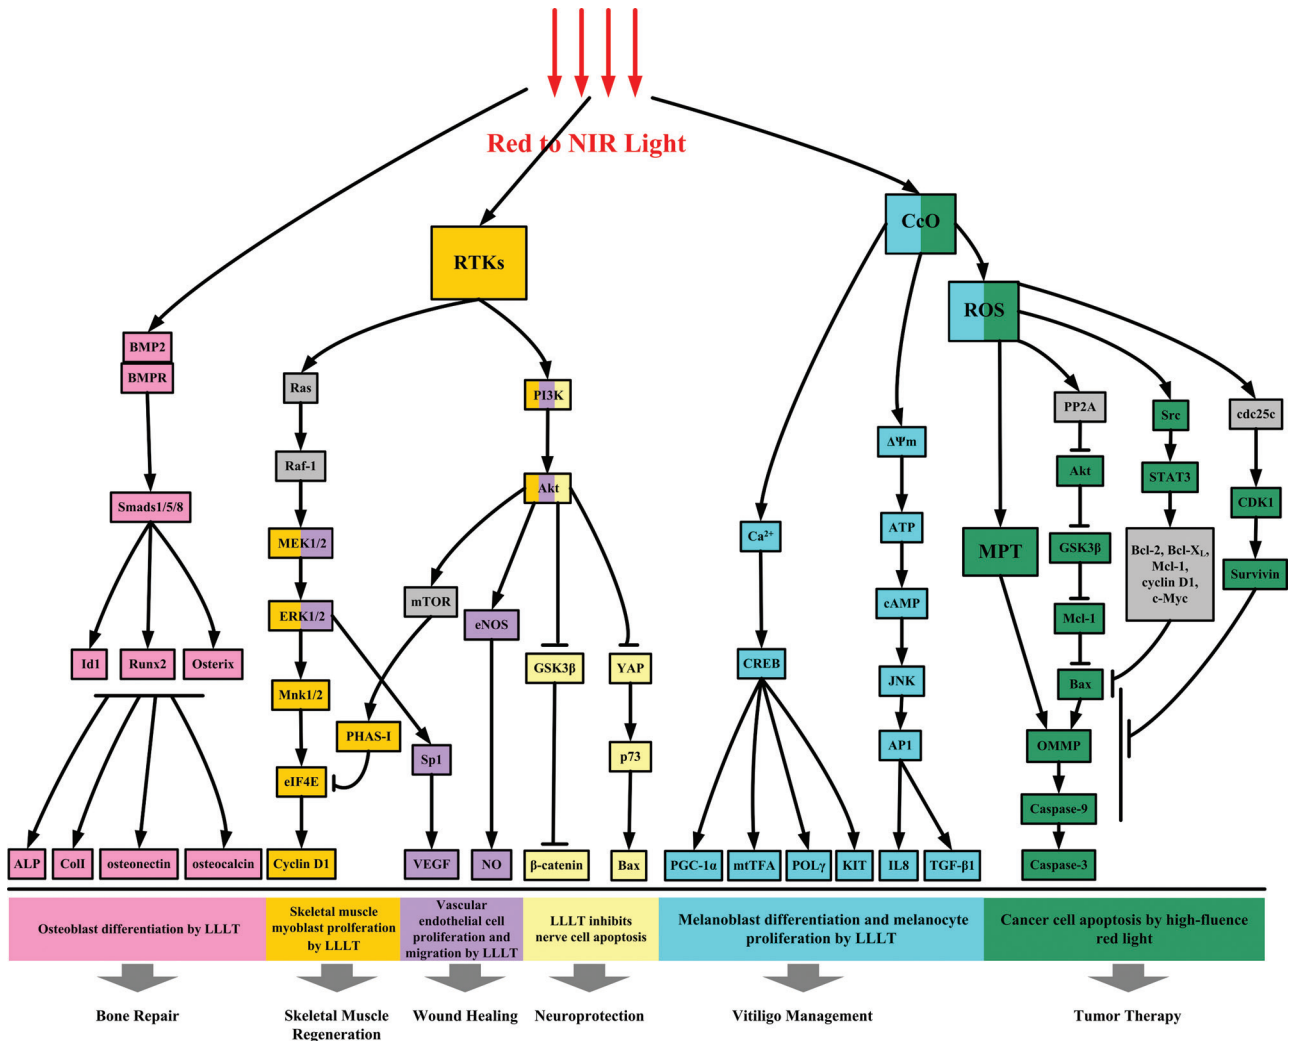 Red to NIR Light
CcO
RTKs
ROS
BMP2
BMPR
Ras
PI3K
PP2A
Src
cdc25c
ΔΨm
Raf-1
Akt
Akt
STAT3
Smads1/5/8
CDK1
ATP
Ca²⁺
MEK1/2
MPT
GSK3β
Bcl-2, Bcl-X_L,
Mcl-1,
cyclin D1,
c-Myc
Survivin
mTOR
cAMP
ERK1/2
eNOS
Mcl-1
Id1
Runx2
Osterix
GSK3β
YAP
CREB
JNK
Bax
Mnk1/2
PHAS-I
Sp1
p73
AP1
OMMP
eIF4E
Caspase-9
ALP
ColI
osteonectin
osteocalcin
Cyclin D1
VEGF
NO
β-catenin
Bax
PGC-1α
mtTFA
POLγ
KIT
IL8
TGF-β1
Caspase-3
Osteoblast differentiation by LLLT
Skeletal muscle
myoblast prolferation
by LLLT
Vascular
endothelial cell
proliferation and
migration by LLLT
LLLT inhibits
nerve cell apoptosis
Melanoblast differentiation and melanocyte
proliferation by LLLT
Cancer cell apoptosis by high-fluence
red light
Bone Repair
Skeletal Muscle
Regeneration
Wound Healing
Neuroprotection
Vitiligo Management
Tumor Therapy